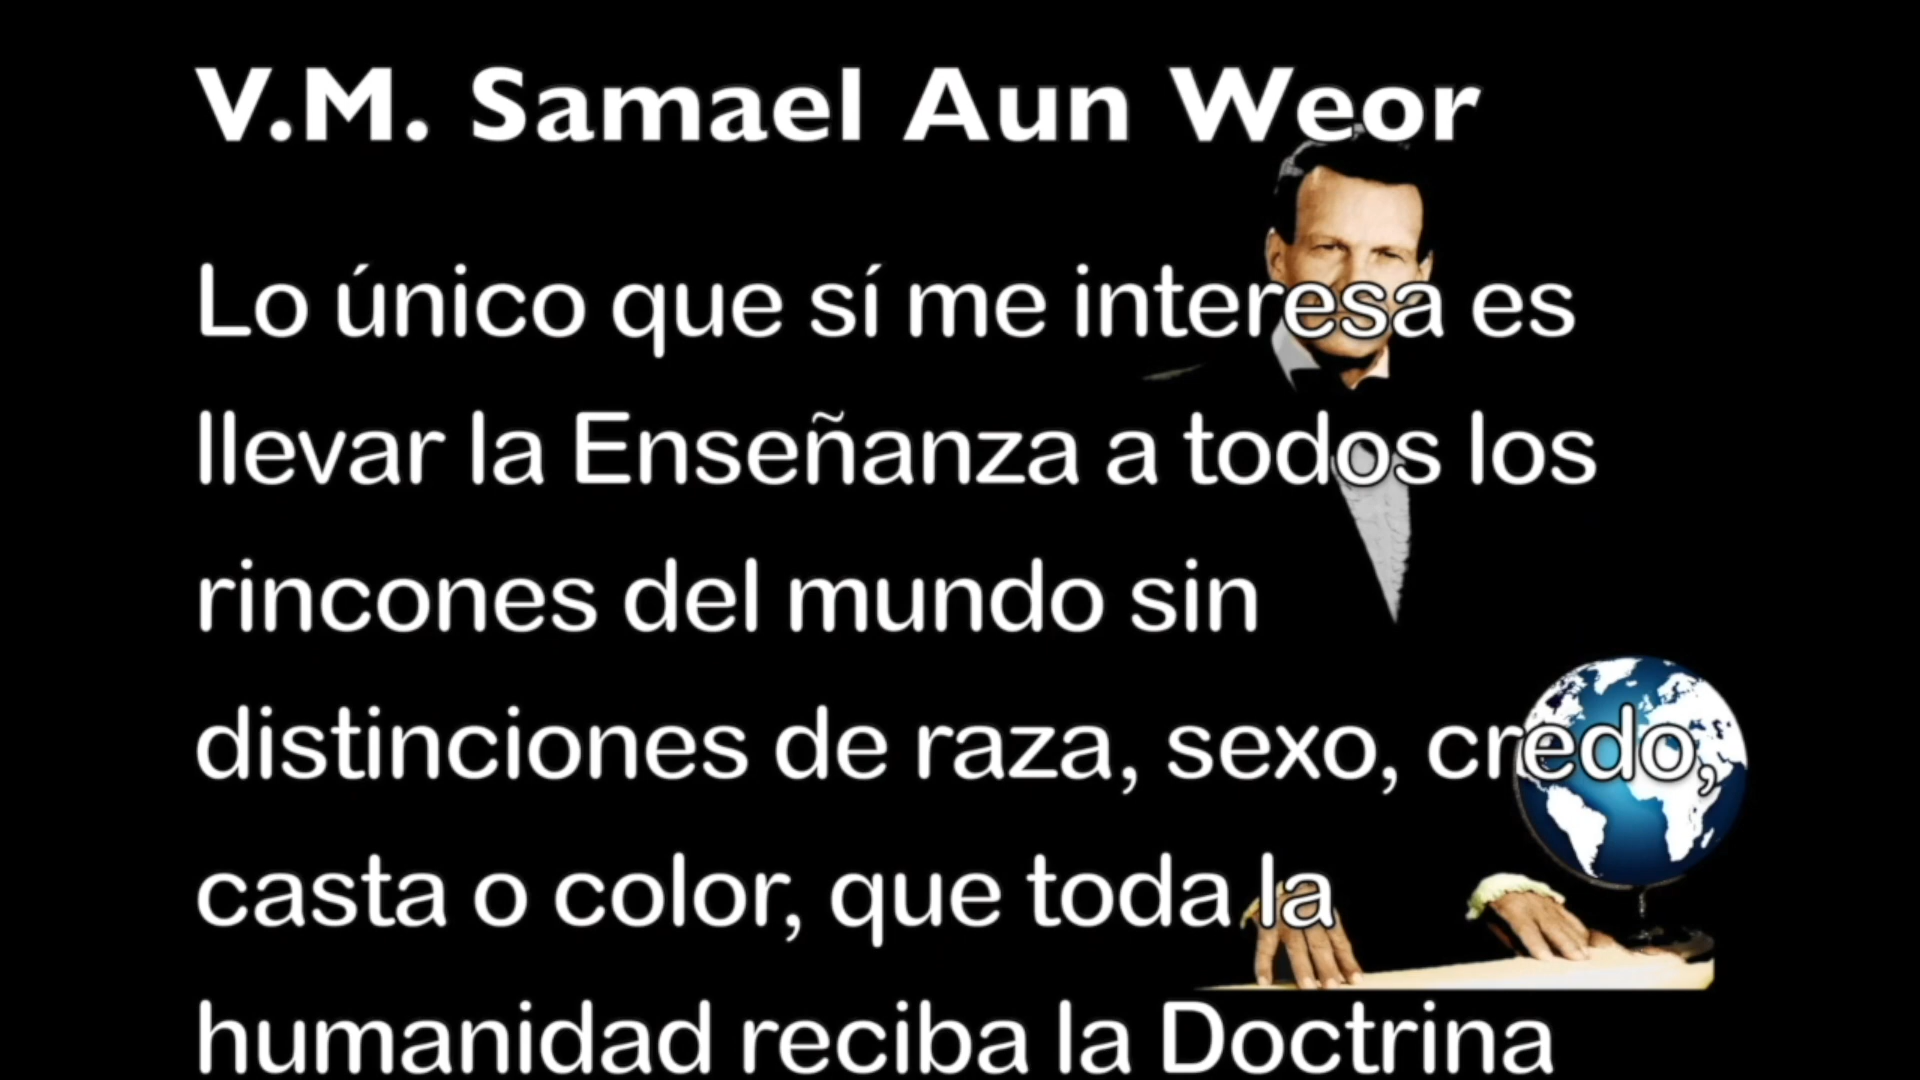 V.M. Samael Aun Weor
Lo único que sí me interesa es
llevar la Enseñanza a todos los
rincones del mundo sin
distinciones de raza, sexo, credo,
casta o color, que toda la
humanidad reciba la Doctrina